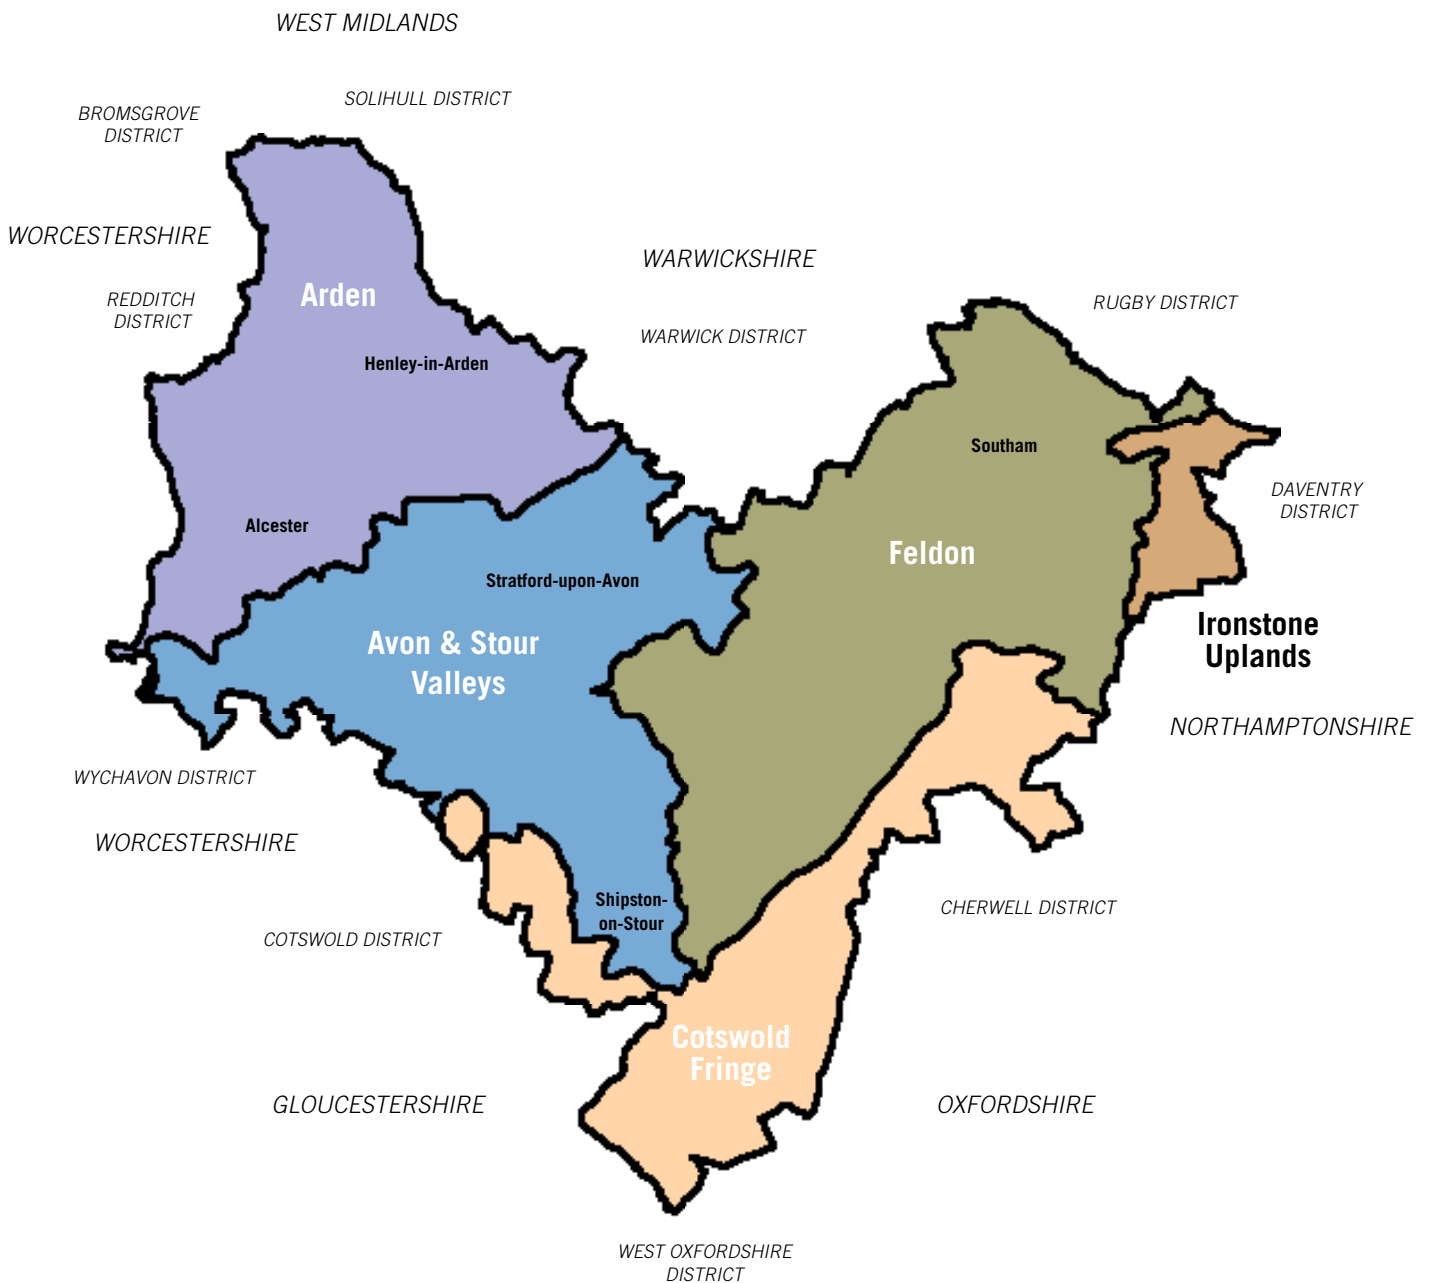 WEST MIDLANDS
SOLIHULL DISTRICT
BROMSGROVE
DISTRICT
WORCESTERSHIRE
WARWICKSHIRE
Arden
REDDITCH
DISTRICT
RUGBY DISTRICT
WARWICK DISTRICT
Henley-in-Arden
Southam
DAVENTRY
DISTRICT
Alcester
Feldon
Stratford-upon-Avon
Ironstone
Uplands
Avon & Stour
Valleys
NORTHAMPTONSHIRE
WYCHAVON DISTRICT
WORCESTERSHIRE
Shipston-
on-Stour
CHERWELL DISTRICT
COTSWOLD DISTRICT
Cotswold
Fringe
GLOUCESTERSHIRE
OXFORDSHIRE
WEST OXFORDSHIRE
DISTRICT